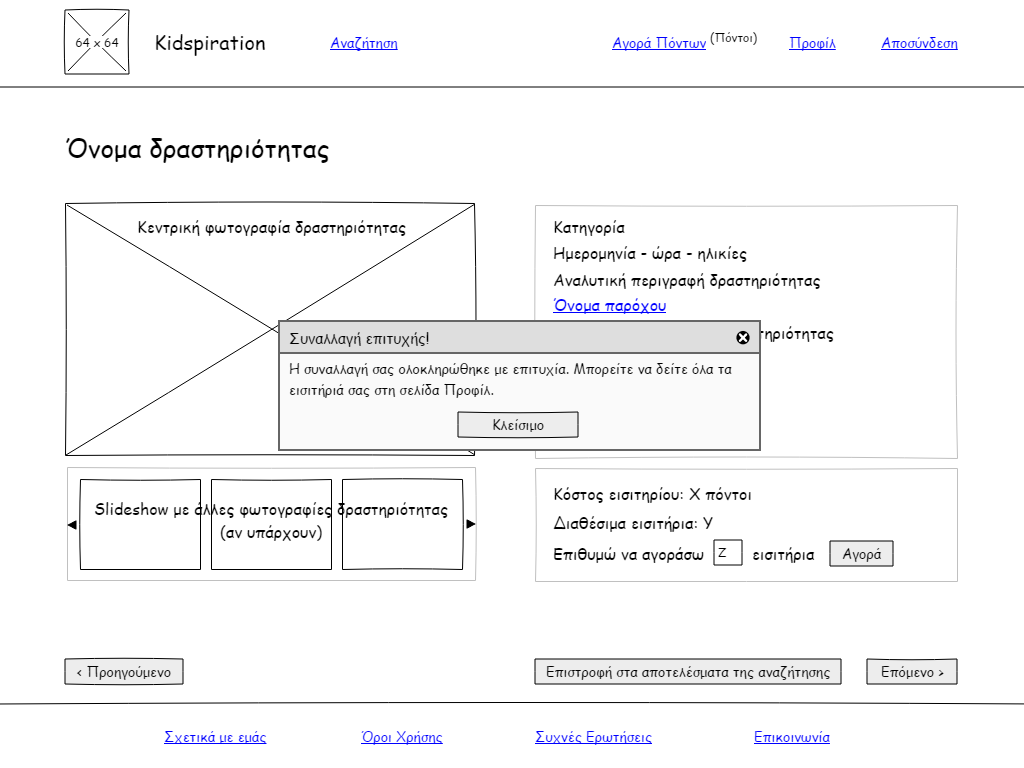 64 x 64
Kidspiration
Αναζήτηση
Αγορά Πόντων (Πόντοι)
Προφίλ
Αποσύνδεση
Όνομα δραστηριότητας
Κεντρική φωτογραφία δραστηριότητας
Κατηγορία
Ημερομηνία - ώρα - ηλικίες
Αναλυτική περιγραφή δραστηριότητας
Όνομα παρόχου
Συναλλαγή επιτυχής!
Η συναλλαγή σας ολοκληρώθηκε με επιτυχία. Μπορείτε να δείτε όλα τα
εισιτήριά σας στη σελίδα Προφίλ.
Κλείσιμο
Slideshow με άλλες φωτογραφίες δραστηριότητας
(αν υπάρχουν)
Κόστος εισιτηρίου: Χ πόντοι
Διαθέσιμα εισιτήρια: Υ
Επιθυμώ να αγοράσω Z εισιτήρια Αγορά
< Προηγούμενο
Επιστροφή στα αποτελέσματα της αναζήτησης
Επόμενο >
Σχετικά με εμάς
Όροι Χρήσης
Συχνές Ερωτήσεις
Επικοινωνία